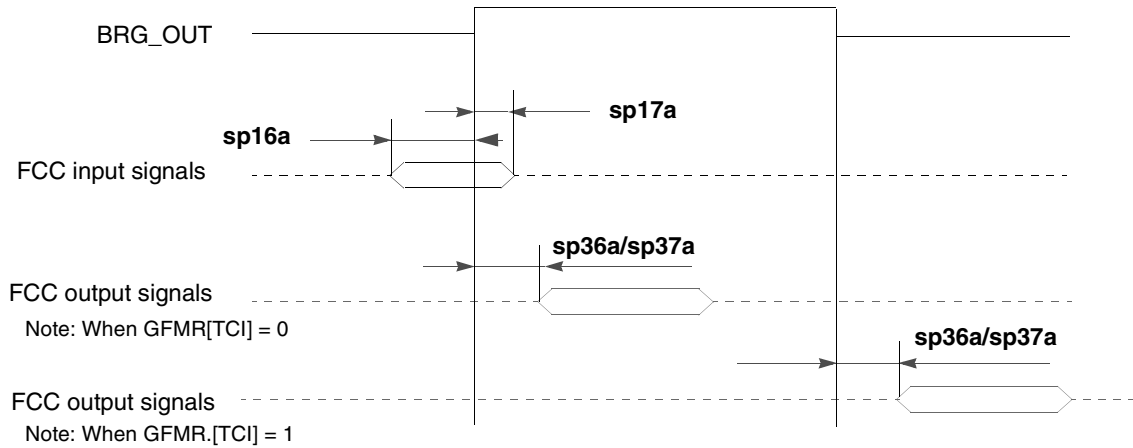 BRG_OUT
sp17a
sp16a
FCC input signals
sp36a/sp37a
FCC output signals
Note: When GFMR[TCI] = 0
sp36a/sp37a
FCC output signals
Note: When GFMR.[TCI] = 1